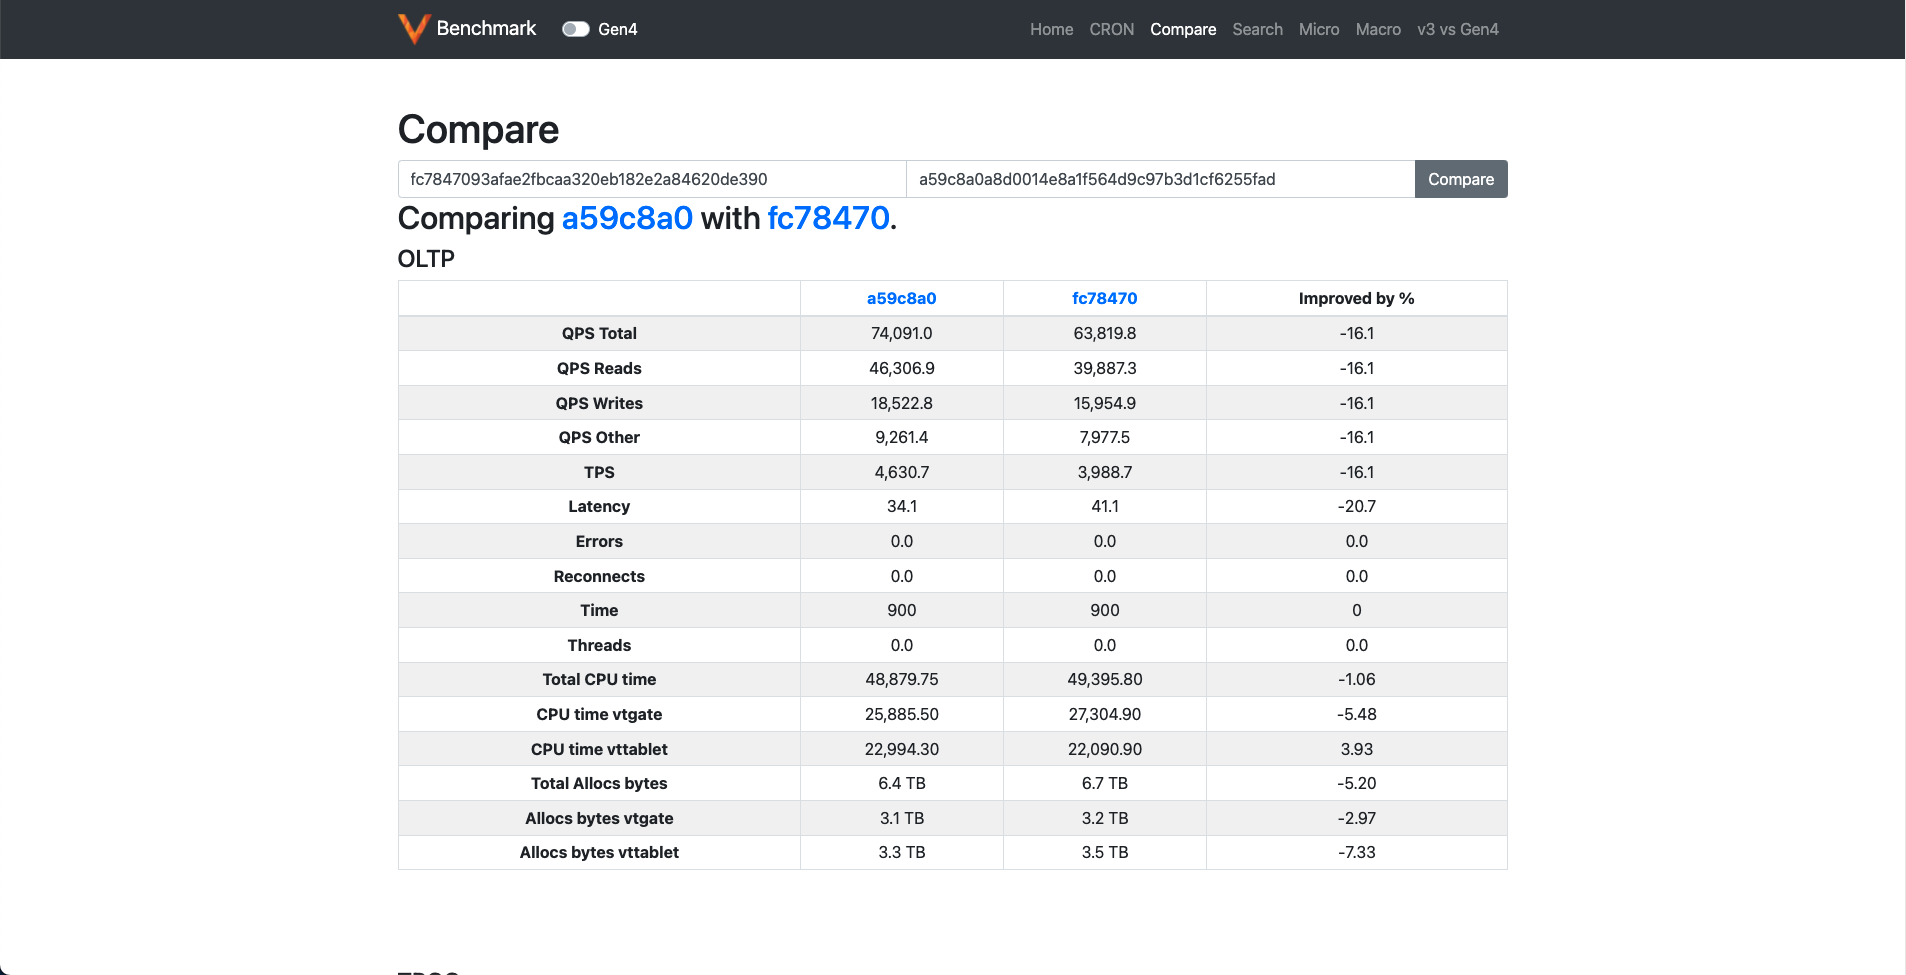 Benchmark Gen4 Home CRON Compare Search Micro Macro v3 vs Gen4
Compare
fc7847093afae2fbcaa320eb182e2a84620de390 a59c8a0a8d0014e8a1f564d9c97b3d1cf6255fad Compare
Comparing a59c8a0 with fc78470.
OLTP
a59c8a0 fc78470 Improved by %
QPS Total 74,091.0 63,819.8 -16.1
QPS Reads 46,306.9 39,887.3 -16.1
QPS Writes 18,522.8 15,954.9 -16.1
QPS Other 9,261.4 7,977.5 -16.1
TPS 4,630.7 3,988.7 -16.1
Latency 34.1 41.1 -20.7
Errors 0.0 0.0 0.0
Reconnects 0.0 0.0 0.0
Time 900 900 0
Threads 0.0 0.0 0.0
Total CPU time 48,879.75 49,395.80 -1.06
CPU time vtgate 25,885.50 27,304.90 -5.48
CPU time vttablet 22,994.30 22,090.90 3.93
Total Allocs bytes 6.4 TB 6.7 TB -5.20
Allocs bytes vtgate 3.1 TB 3.2 TB -2.97
Allocs bytes vttablet 3.3 TB 3.5 TB -7.33